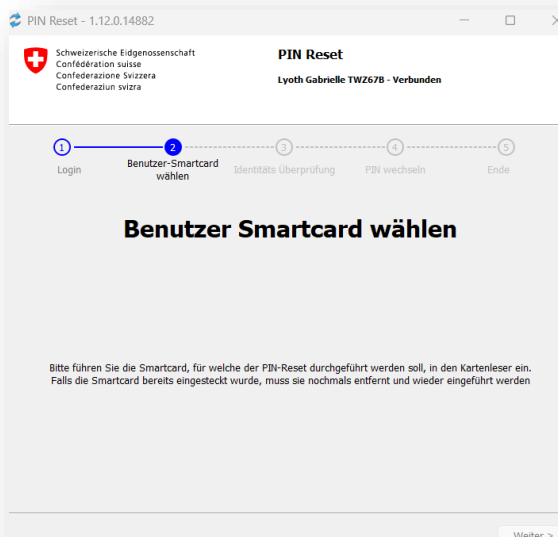 PIN Reset - 1.12.0.14882
Schweizerische Eidgenossenschaft
Confédération suisse
Confederazione Svizzera
Confederaziun svizra
PIN Reset
Lyoth Gabrielle TWZ67B - Verbunden
1
2
3
4
5
Login
Benutzer-Smartcard
wählen
Identitäts Überprüfung
PIN wechseln
Ende
Benutzer Smartcard wählen
Bitte führen Sie die Smartcard, für welche der PIN-Reset durchgeführt werden soll, in den Kartenleser ein.
Falls die Smartcard bereits eingesteckt wurde, muss sie nochmals entfernt und wieder eingeführt werden
Weiter >